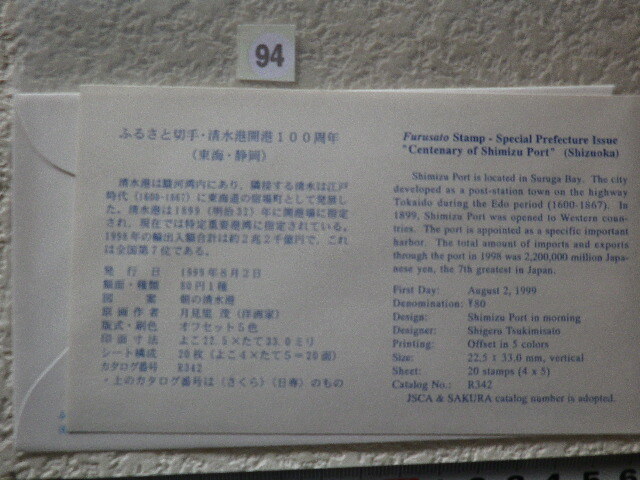 94
ふるさと切手・清水港開港100周年
(東海・静岡)
清水港は駿河湾内にあり、隣接する清水は江戸
時代(1600-1867)に東海道の宿場町として発展し
た。清水港は1899(明治32)年に開港場に指定
され、現在では特定重要港湾に指定されている。
1998年の輸出入額合計は約2兆2千億円で、これ
は全国第7位である。
発行日 1999年8月2日
額面・種類 80円1種
図案 朝の清水港
原画作者 月見里 茂(洋画家)
版式・刷色 オフセット5色
印面寸法 よこ22.5×たて33.0ミリ
シート構成 20枚(よこ4×たて5=20面)
カタログ番号 R342
・上のカタログ番号は(さくら)(日専)のもの
Furusato Stamp - Special Prefecture Issue
"Centenary of Shimizu Port" (Shizuoka)
Shimizu Port is located in Suruga Bay. The city
developed as a post-station town on the highway
Tokaido during the Edo period (1600-1867). In
1899, Shimizu Port was opened to Western coun-
tries. The port is appointed as a specific important
harbor. The total amount of imports and exports
through the port in 1998 was 2,200,000 million Japa-
nese yen, the 7th greatest in Japan.
First Day: August 2, 1999
Denomination: ¥80
Design: Shimizu Port in morning
Designer: Shigeru Tsukimisato
Printing: Offset in 5 colors
Size: 22.5 x 33.0 mm, vertical
Sheet: 20 stamps (4 x 5)
Catalog No.: R342
JSCA & SAKURA catalog number is adopted.